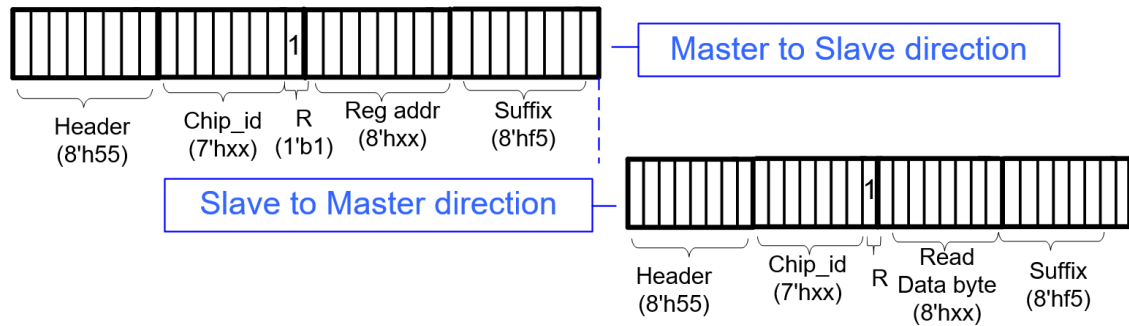 1
Master to Slave direction
Header
(8'h55)
Chip_id
(7'hxx)
R
(1'b1)
Reg addr
(8'hxx)
Suffix
(8'hf5)
1
Slave to Master direction
Header
(8'h55)
Chip_id
(7'hxx)
R
Read
Data byte
(8'hxx)
Suffix
(8'hf5)